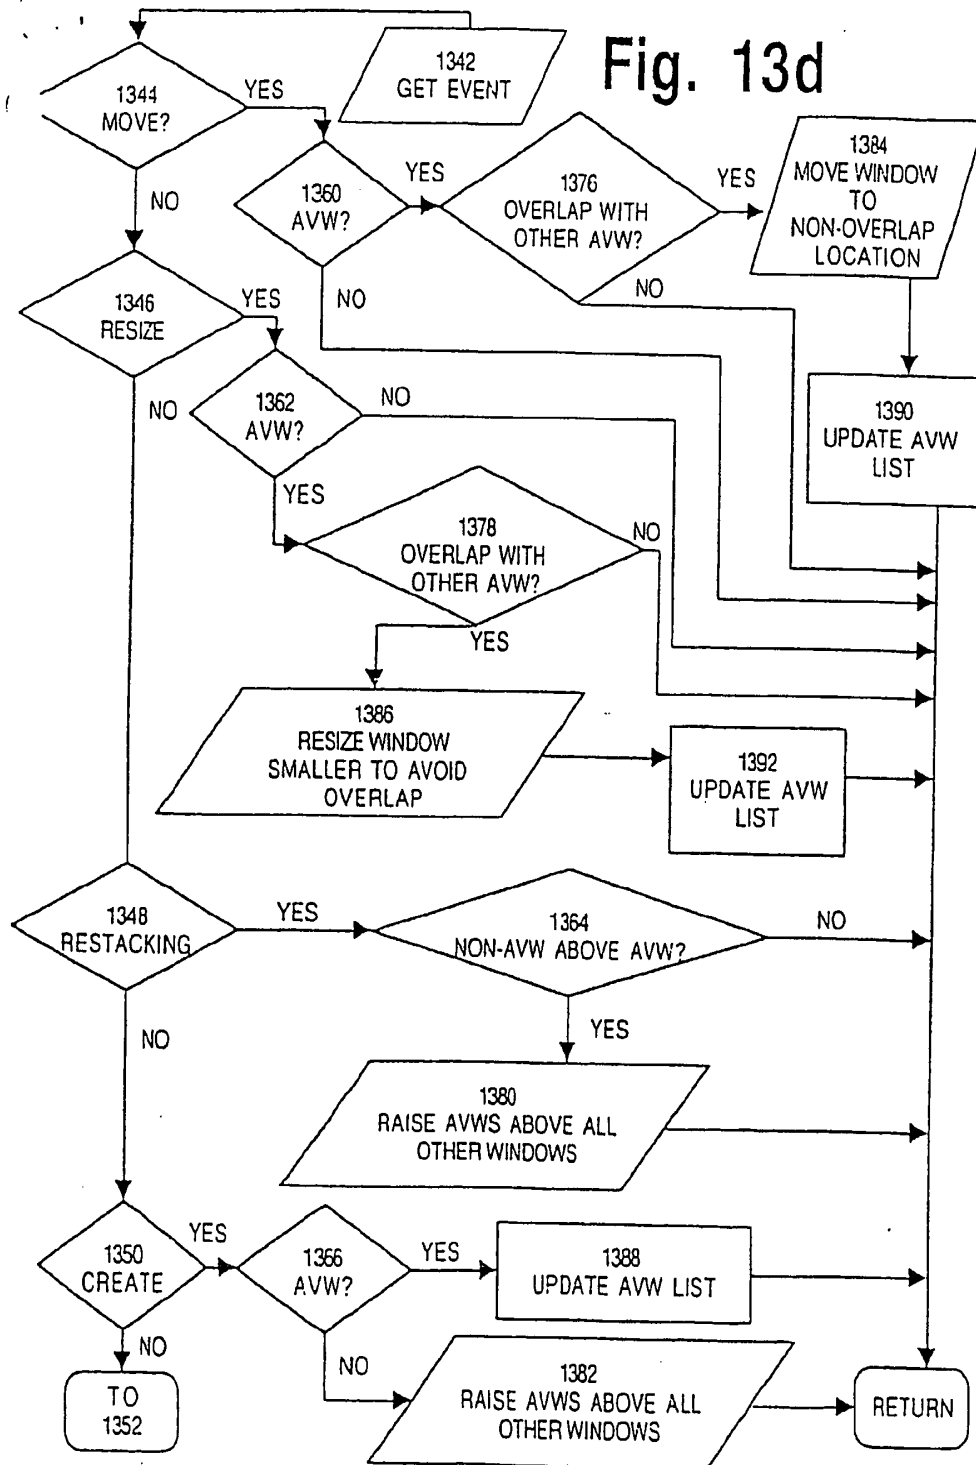 Fig. 13d
1342
GET EVENT
1344
MOVE?
YES
NO
1360
AVW?
YES
NO
1376
OVERLAP WITH
OTHER AVW?
YES
NO
1384
MOVE WINDOW
TO
NON-OVERLAP
LOCATION
1390
UPDATE AVW
LIST
1346
RESIZE
YES
NO
1362
AVW?
NO
YES
1378
OVERLAP WITH
OTHER AVW?
NO
YES
1386
RESIZE WINDOW
SMALLER TO AVOID
OVERLAP
1392
UPDATE AVW
LIST
1348
RESTACKING
YES
NO
1364
NON-AVW ABOVE AVW?
NO
YES
1380
RAISE AVWS ABOVE ALL
OTHER WINDOWS
1350
CREATE
YES
NO
1366
AVW?
YES
NO
1388
UPDATE AVW LIST
1382
RAISE AVWS ABOVE ALL
OTHER WINDOWS
TO
1352
RETURN